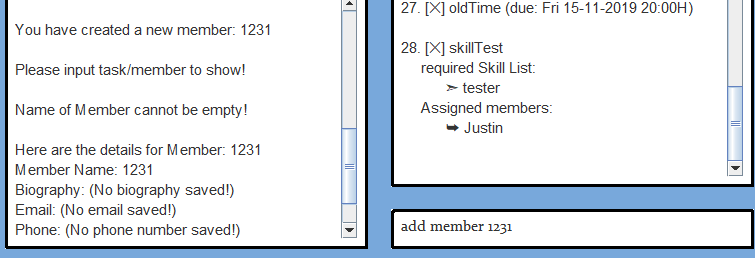 You have created a new member: 1231
Please input task/member to show!
Name of Member cannot be empty!
Here are the details for Member: 1231
Member Name: 1231
Biography: (No biography saved!)
Email: (No email saved!)
Phone: (No phone number saved!)
27. [╳] oldTime (due: Fri 15-11-2019 20:00H)
28. [╳] skillTest
required Skill List:
➣ tester
Assigned members:
➥ Justin
add member 1231